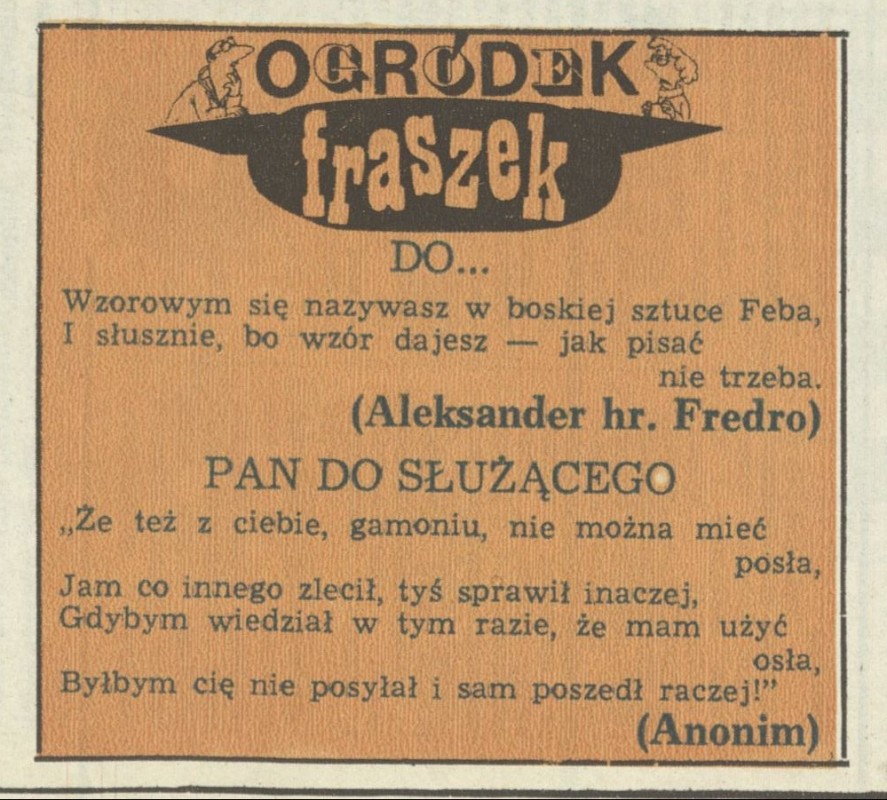 OGRÓDEK
fraszek
DO...
Wzorowym się nazywasz w boskiej sztuce Feba,
I słusznie, bo wzór dajesz — jak pisać
nie trzeba.
(Aleksander hr. Fredro)
PAN DO SŁUŻĄCEGO
„Że też z ciebie, gamoniu, nie można mieć
posła,
Jam co innego zlecił, tyś sprawił inaczej,
Gdybym wiedział w tym razie, że mam użyć
osła,
Byłbym cię nie posyłał i sam poszedł raczej!”
(Anonim)